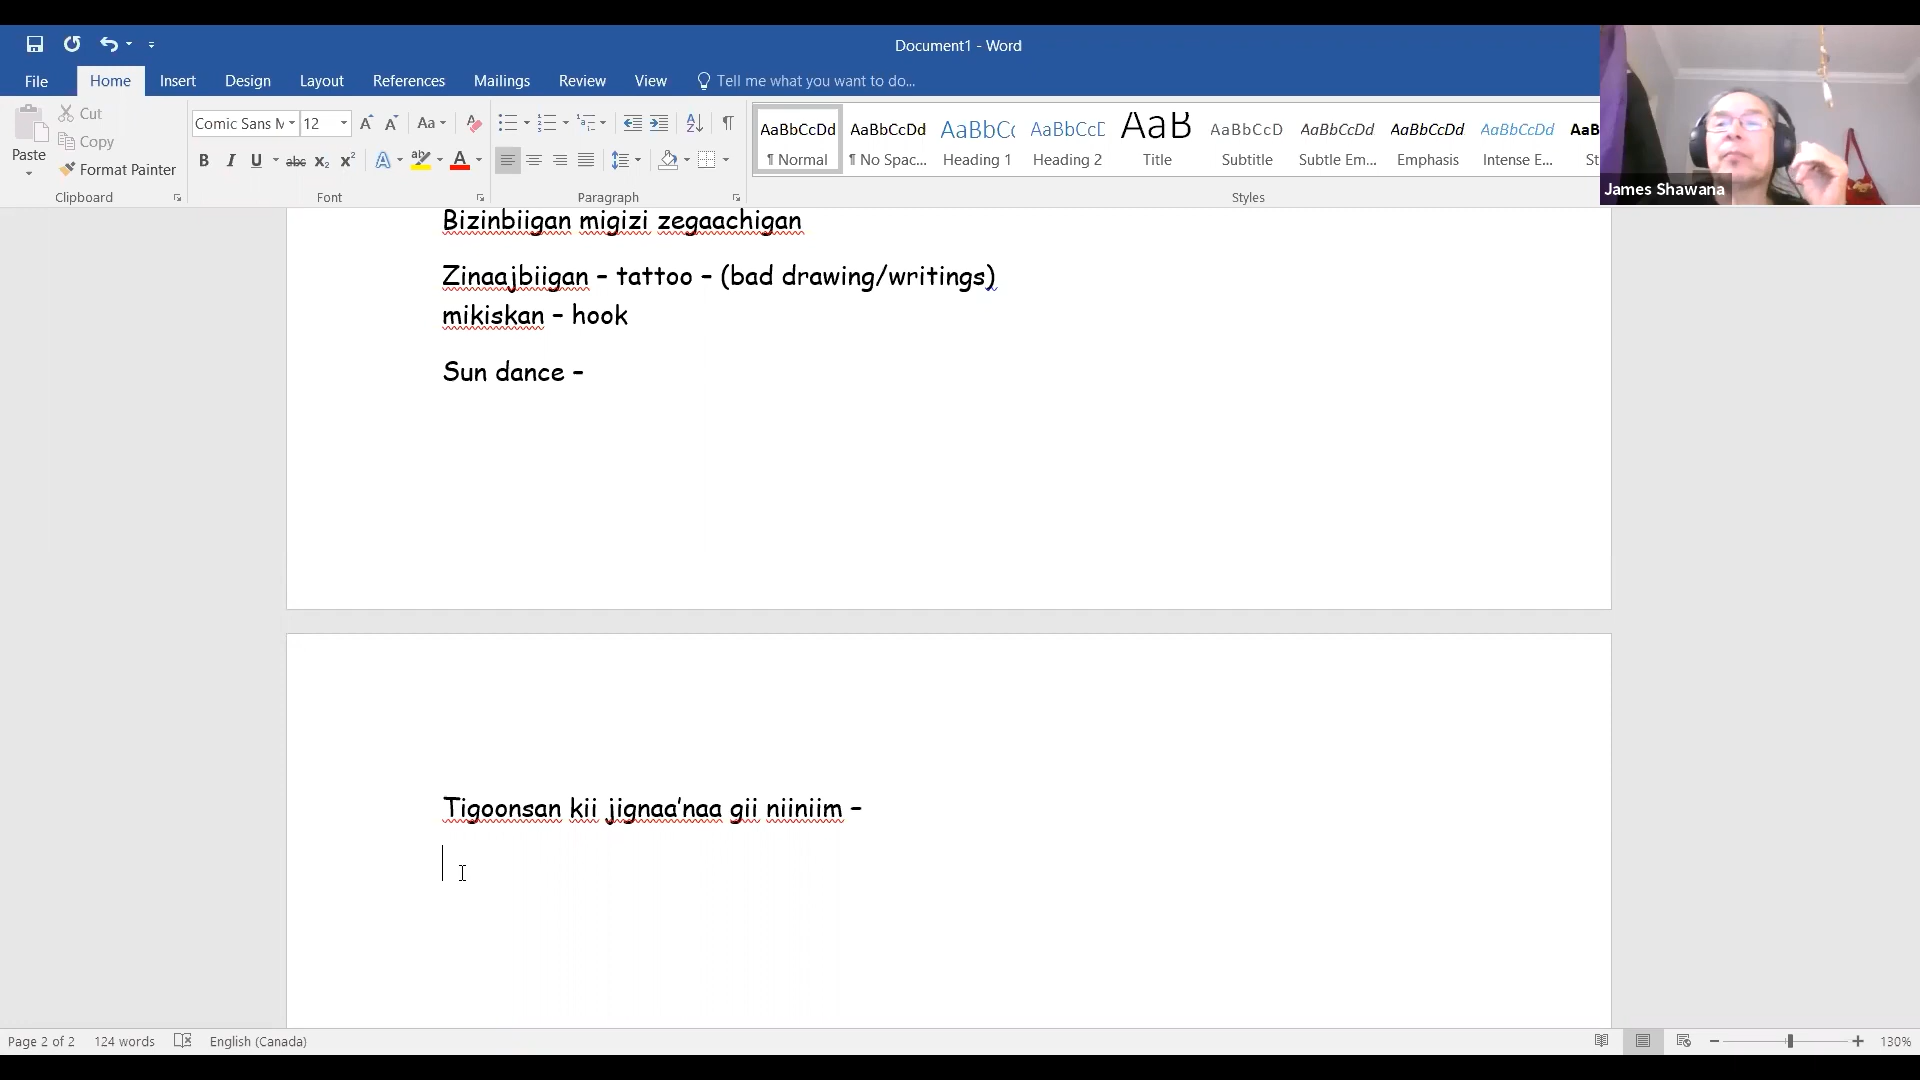 Document1 - Word
File Home Insert Design Layout References Mailings Review View Tell me what you want to do...
Paste
Cut
Copy
Format Painter
Clipboard
Comic Sans M 12
Font
Paragraph
AaBbCcDd AaBbCcDd AaBbCc AaBbCcD AaB AaBbCcD AaBbCcDd AaBbCcDd AaBbCcDd AaBb
¶ Normal ¶ No Spac... Heading 1 Heading 2 Title Subtitle Subtle Em... Emphasis Intense E... St
Styles
James Shawana
Bizinbiigan migizi zegaachigan
Zinaajbiigan – tattoo – (bad drawing/writings)
mikiskan – hook
Sun dance –
Tigoonsan kii jignaa’naa gii niiniim –
Page 2 of 2 124 words English (Canada) 130%